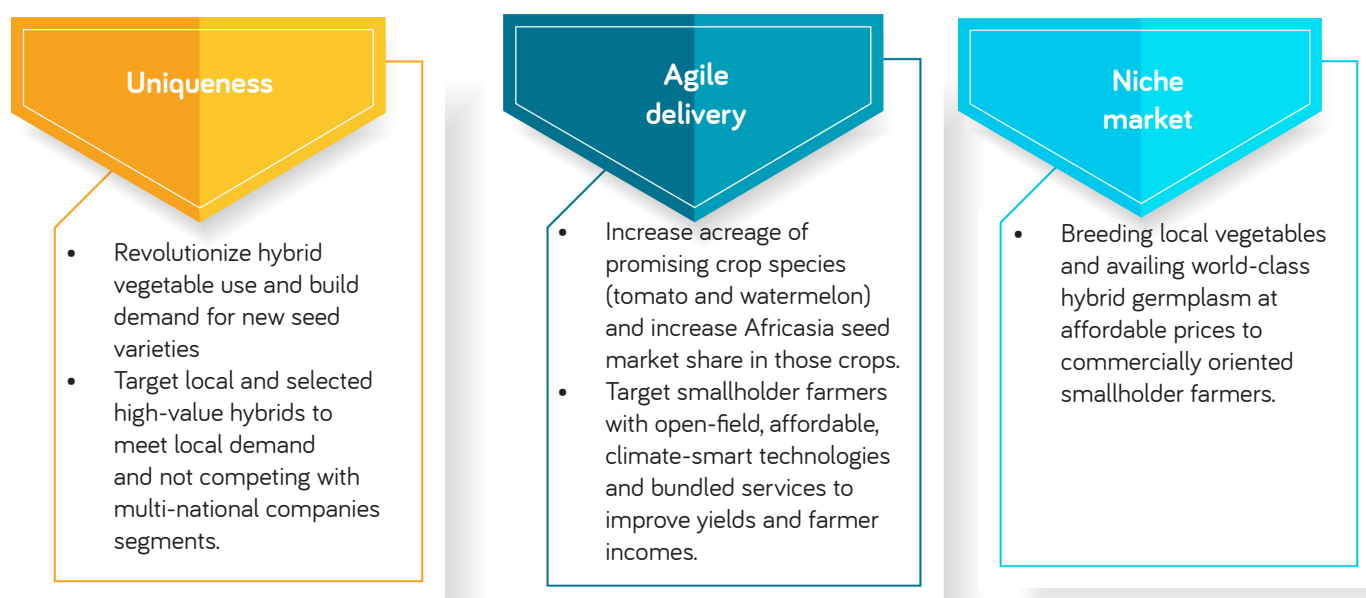 Uniqueness
• Revolutionize hybrid
vegetable use and build
demand for new seed
varieties
• Target local and selected
high-value hybrids to
meet local demand
and not competing with
multi-national companies
segments.
Agile
delivery
• Increase acreage of
promising crop species
(tomato and watermelon)
and increase Africasia seed
market share in those crops.
• Target smallholder farmers
with open-field, affordable,
climate-smart technologies
and bundled services to
improve yields and farmer
incomes.
Niche
market
• Breeding local vegetables
and availing world-class
hybrid germplasm at
affordable prices to
commercially oriented
smallholder farmers.